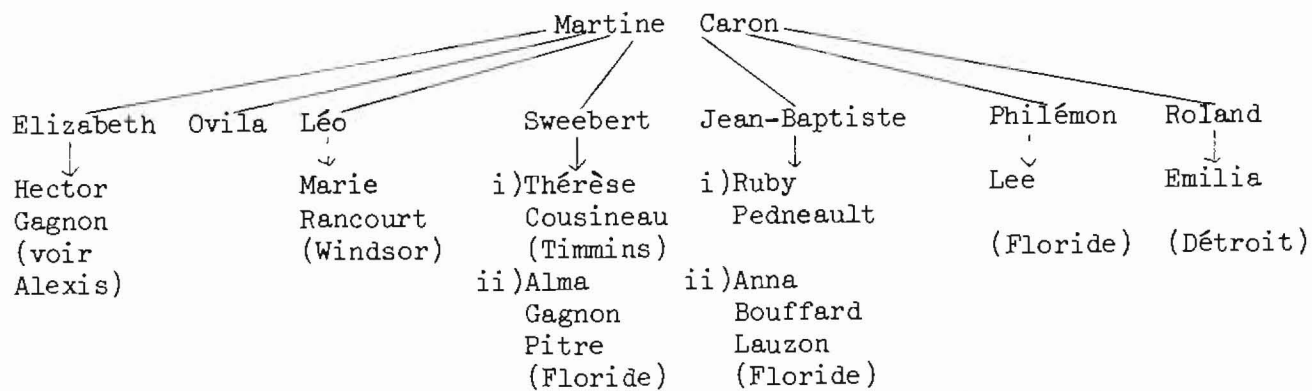 Martine Caron
Elizabeth Ovila Léo Sweebert Jean-Baptiste Philémon Roland
Hector Marie i)Thérèse i)Ruby Lee Emilia
Gagnon Rancourt Cousineau Pedneault
(voir (Windsor) (Timmins) (Floride) (Détroit)
Alexis) ii)Alma ii)Anna
Gagnon Bouffard
Pitre Lauzon
(Floride) (Floride)